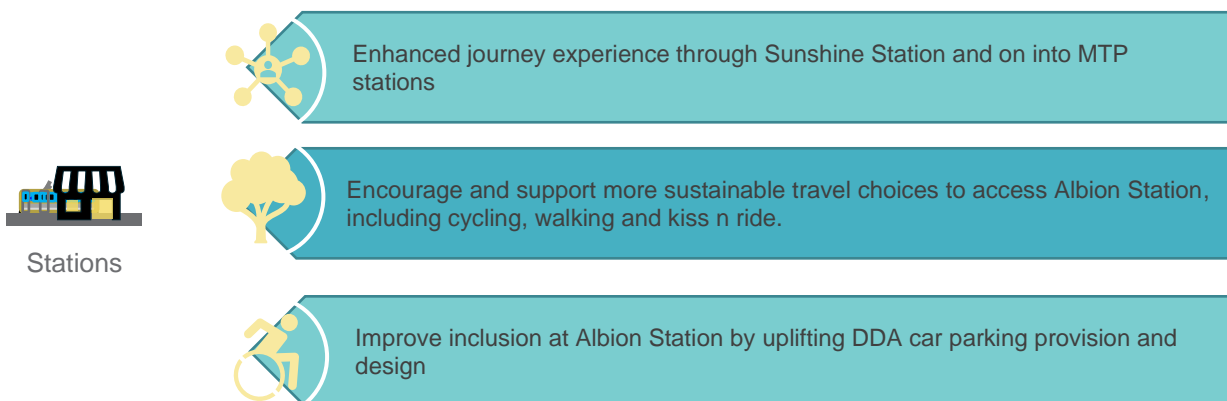 Enhanced journey experience through Sunshine Station and on into MTP
stations
Encourage and support more sustainable travel choices to access Albion Station,
including cycling, walking and kiss n ride.
Stations
Improve inclusion at Albion Station by uplifting DDA car parking provision and
design